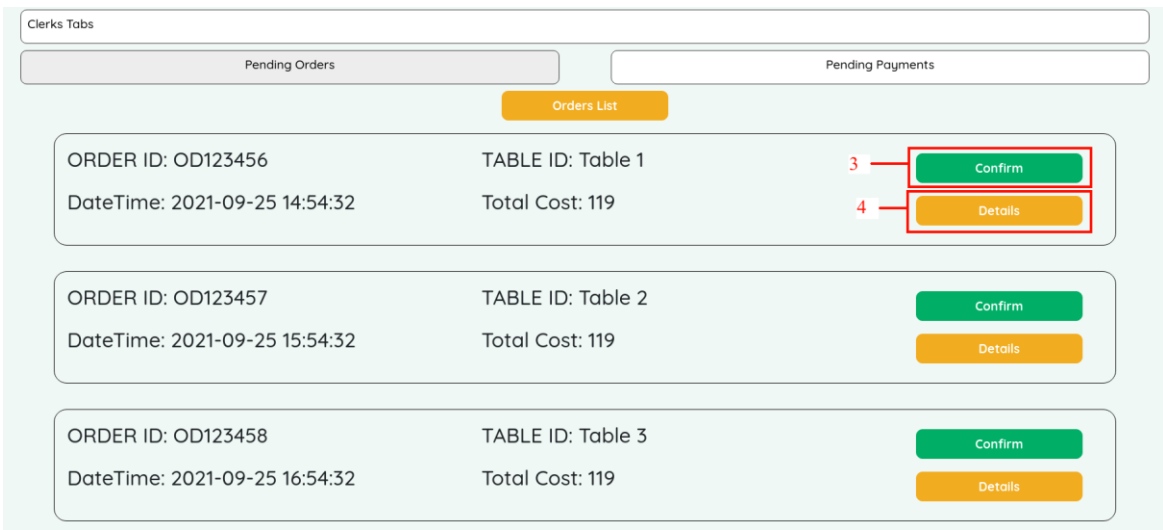 Clerks Tabs
Pending Orders Pending Payments
Orders List
ORDER ID: OD123456 TABLE ID: Table 1 3 Confirm
DateTime: 2021-09-25 14:54:32 Total Cost: 119 4 Details
ORDER ID: OD123457 TABLE ID: Table 2 Confirm
DateTime: 2021-09-25 15:54:32 Total Cost: 119 Details
ORDER ID: OD123458 TABLE ID: Table 3 Confirm
DateTime: 2021-09-25 16:54:32 Total Cost: 119 Details